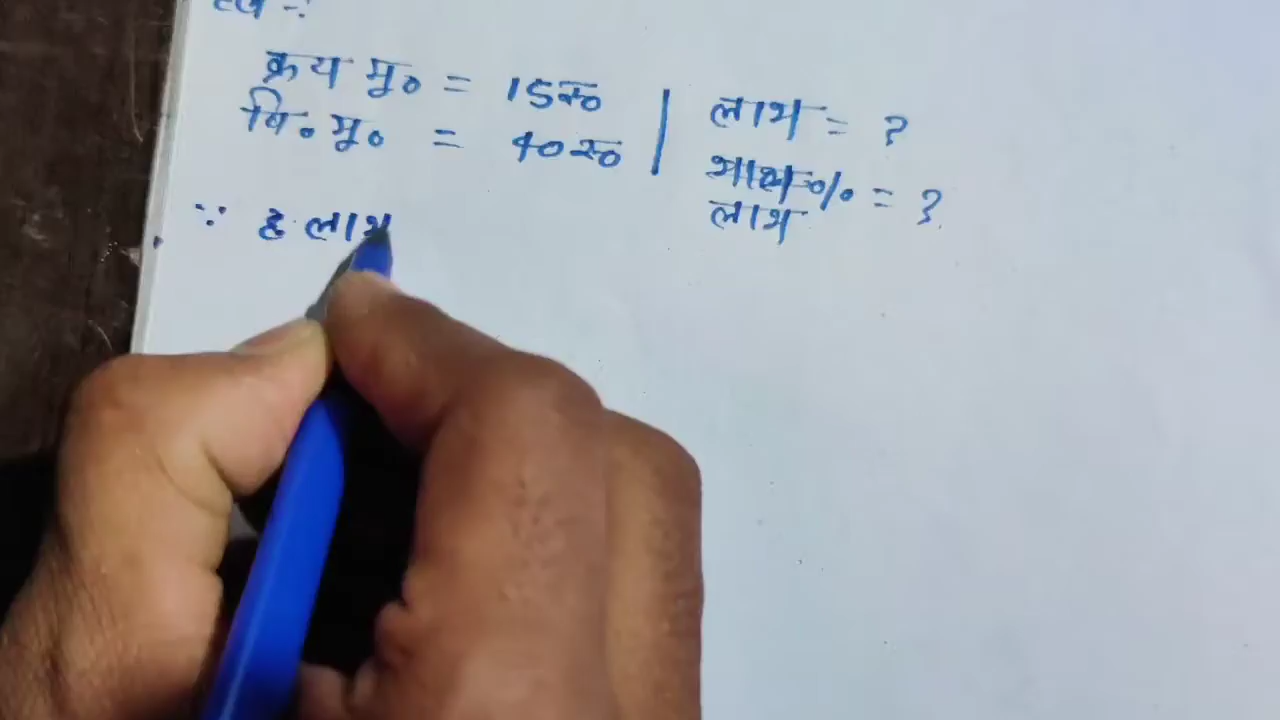 क्रय मू० = 15रू०
वि० मू० = 40रू०
लाभ = ?
लाभ% = ?
लाभ
∵ ह. लाभ